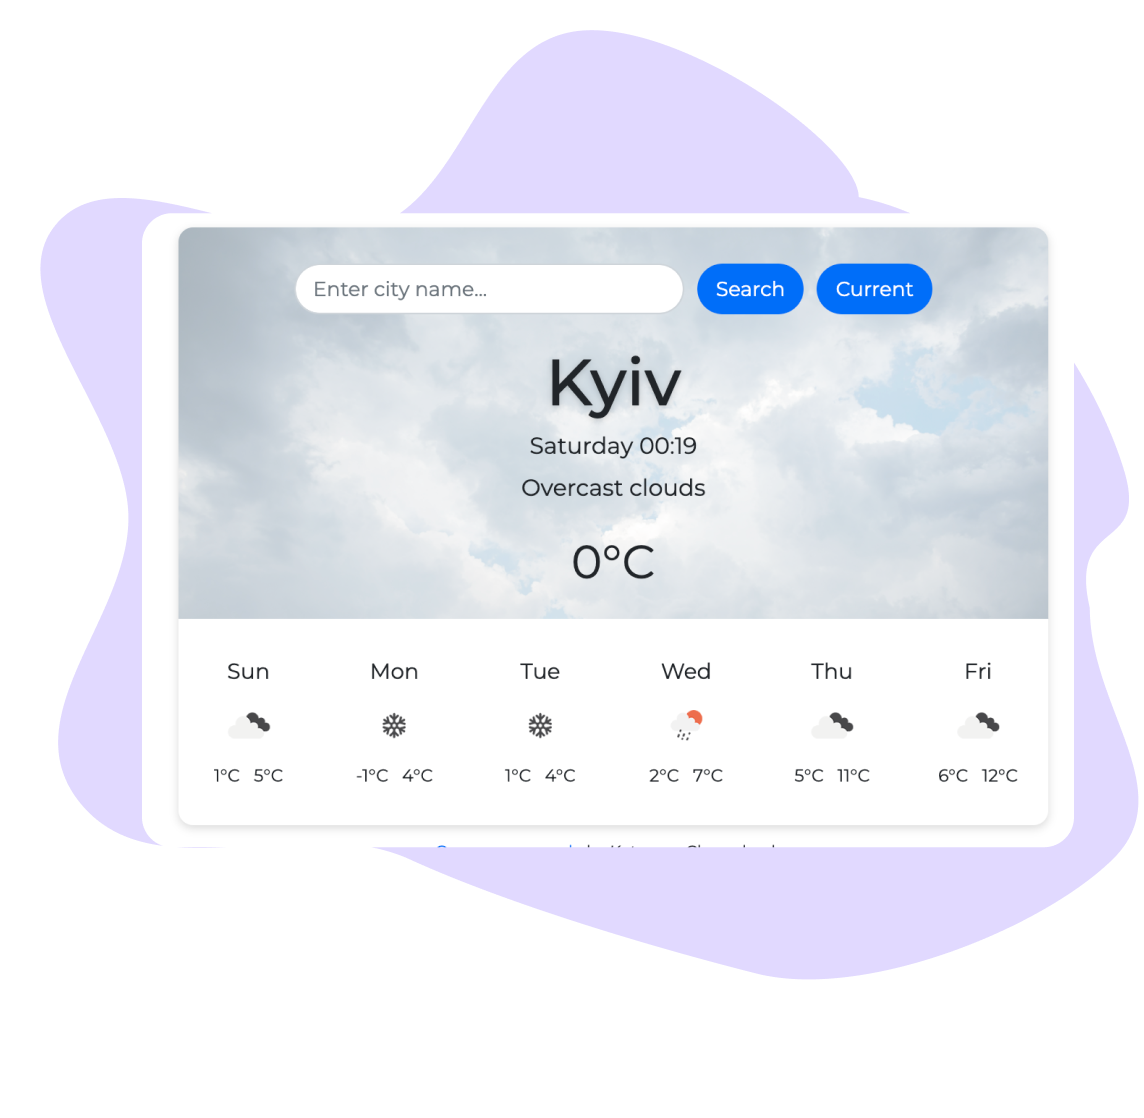 Enter city name...
Search
Current
Kyiv
Saturday 00:19
Overcast clouds
0°C
Sun Mon Tue Wed Thu Fri
1°C 5°C -1°C 4°C 1°C 4°C 2°C 7°C 5°C 11°C 6°C 12°C